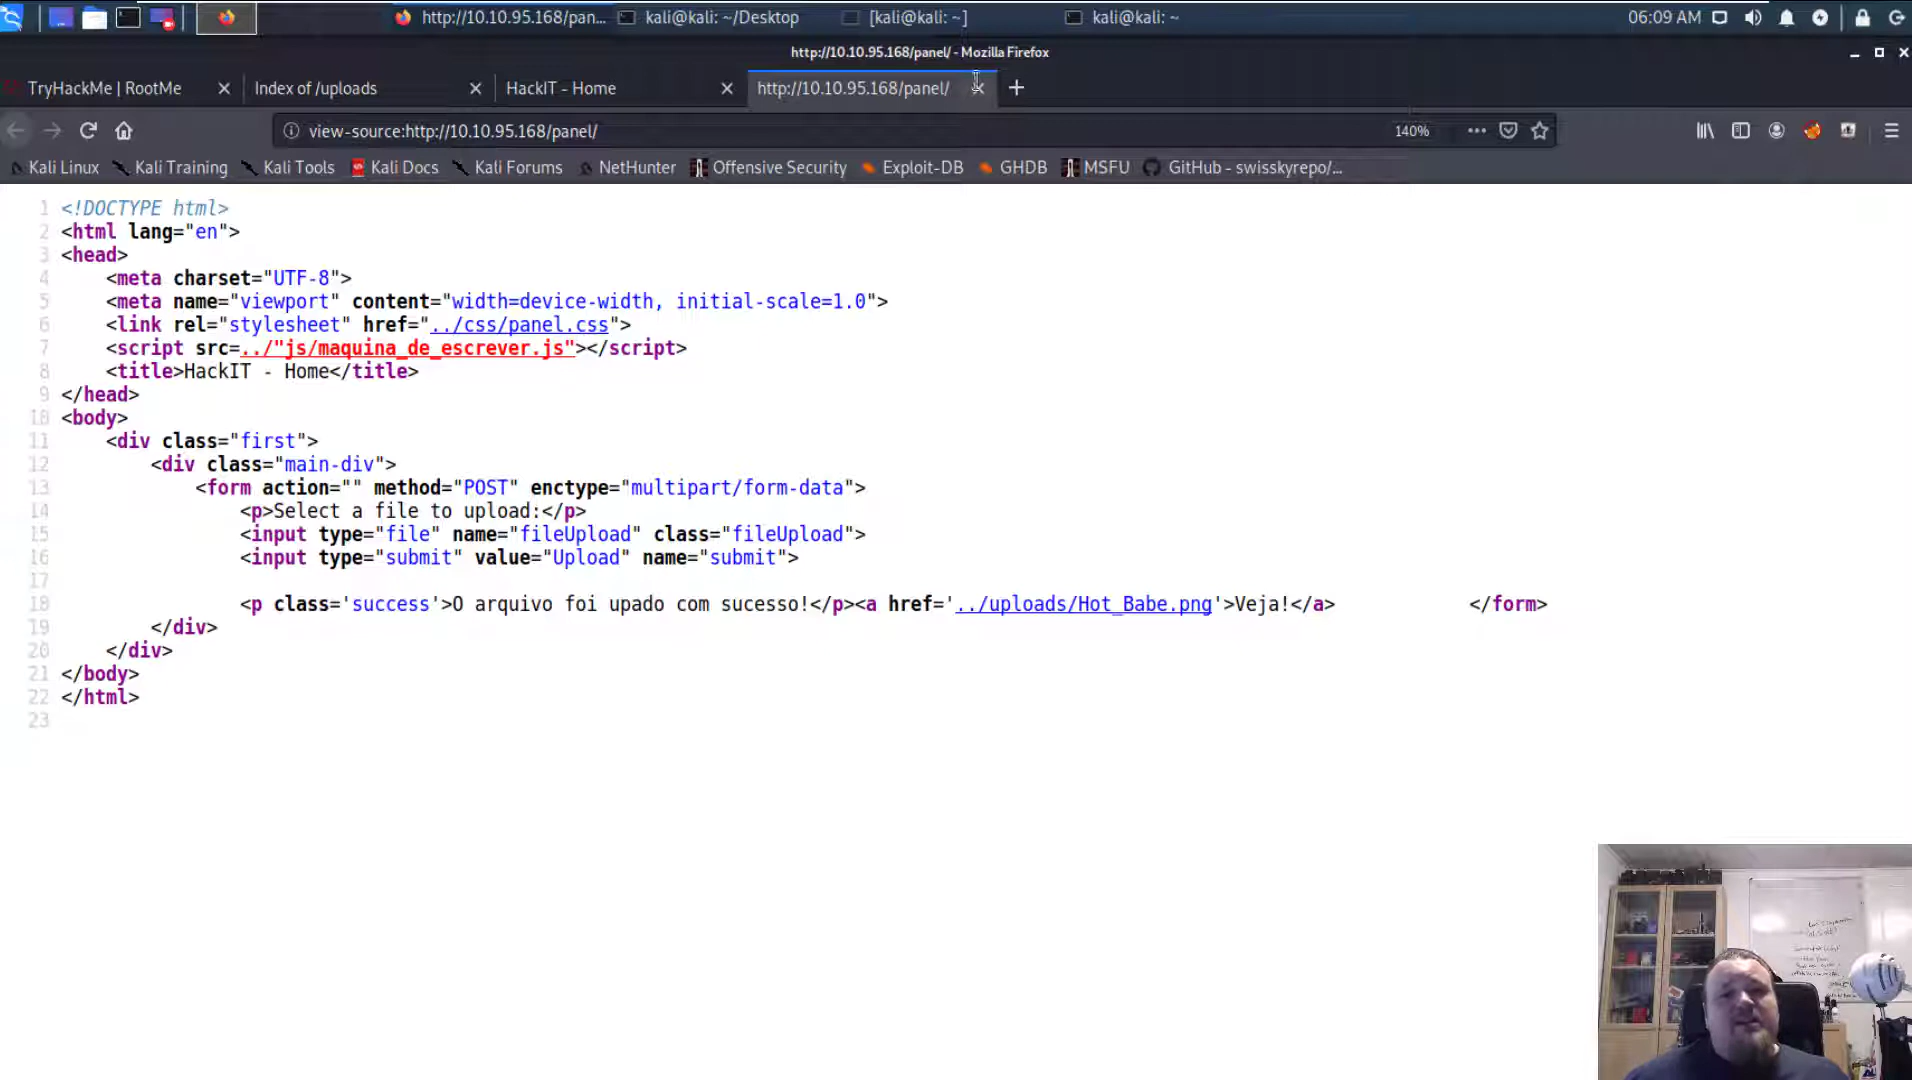 http://10.10.95.168/pan... kali@kali: ~/Desktop [kali@kali: ~] kali@kali: ~ 06:09 AM
http://10.10.95.168/panel/ - Mozilla Firefox
TryHackMe | RootMe Index of /uploads HackIT - Home http://10.10.95.168/panel/
view-source:http://10.10.95.168/panel/ 140%
Kali Linux Kali Training Kali Tools Kali Docs Kali Forums NetHunter Offensive Security Exploit-DB GHDB MSFU GitHub - swisskyrepo/...
1 <!DOCTYPE html>
2 <html lang="en">
3 <head>
4 <meta charset="UTF-8">
5 <meta name="viewport" content="width=device-width, initial-scale=1.0">
6 <link rel="stylesheet" href="../css/panel.css">
7 <script src=../"js/maquina_de_escrever.js"></script>
8 <title>HackIT - Home</title>
9 </head>
10 <body>
11 <div class="first">
12 <div class="main-div">
13 <form action="" method="POST" enctype="multipart/form-data">
14 <p>Select a file to upload:</p>
15 <input type="file" name="fileUpload" class="fileUpload">
16 <input type="submit" value="Upload" name="submit">
17
18 <p class='success'>O arquivo foi upado com sucesso!</p><a href='../uploads/Hot_Babe.png'>Veja!</a> </form>
19 </div>
20 </div>
21 </body>
22 </html>
23